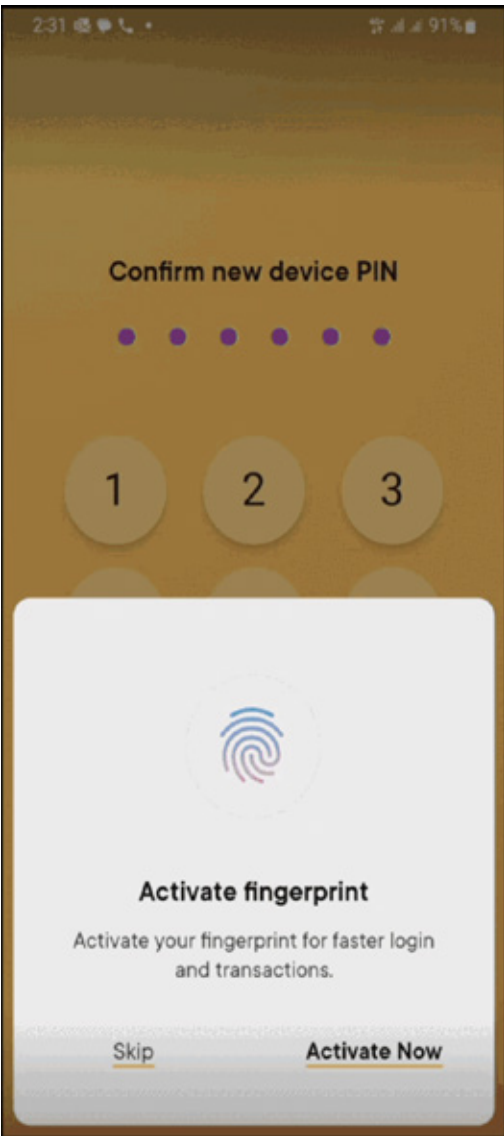 2:31 91%
Confirm new device PIN
1 2 3
Activate fingerprint
Activate your fingerprint for faster login
and transactions.
Skip Activate Now